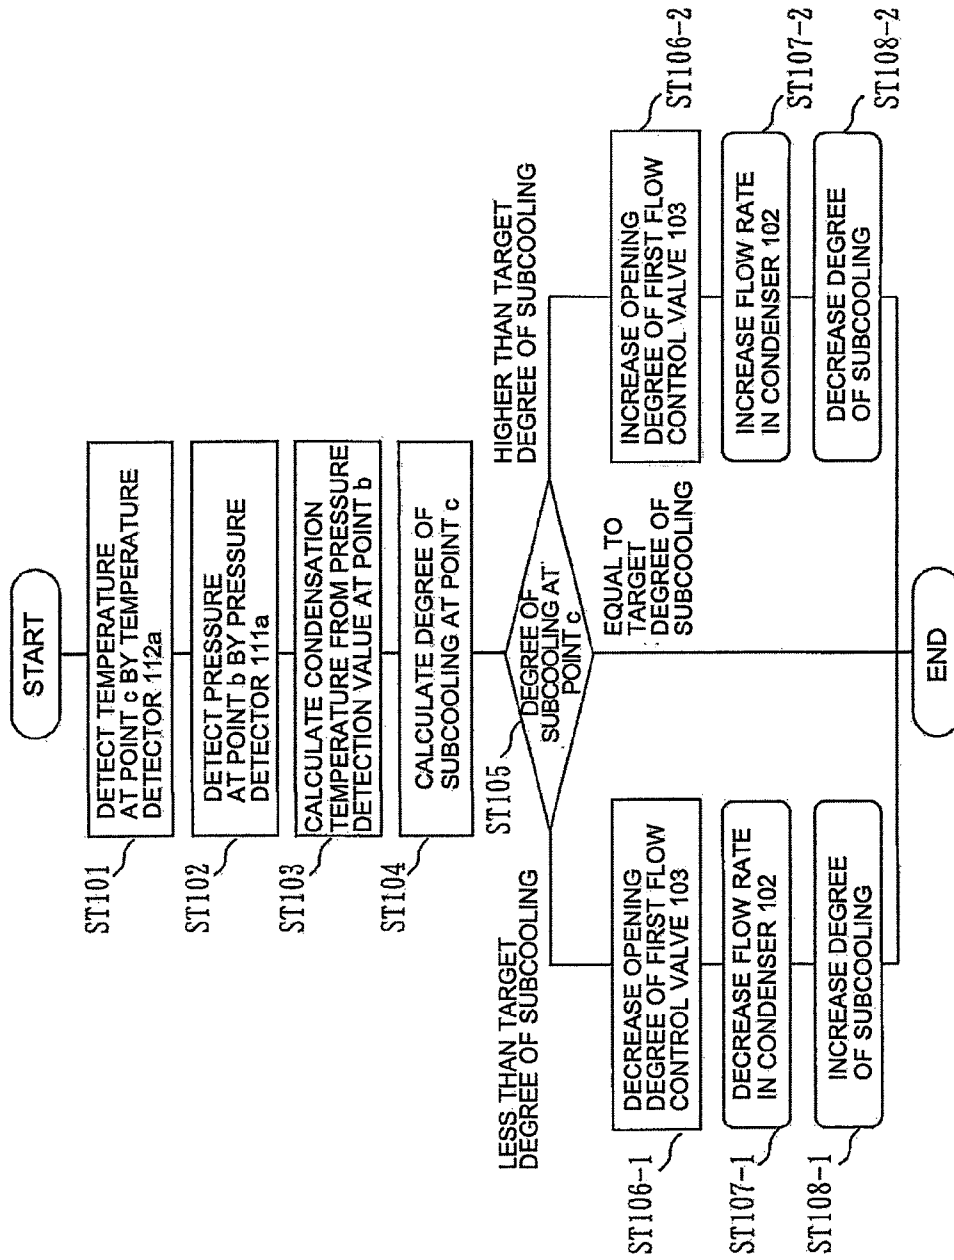 START
DETECT TEMPERATURE
AT POINT c BY TEMPERATURE
DETECTOR 112a
ST101
DETECT PRESSURE
AT POINT b BY PRESSURE
DETECTOR 111a
ST102
CALCULATE CONDENSATION
TEMPERATURE FROM PRESSURE
DETECTION VALUE AT POINT b
ST103
CALCULATE DEGREE OF
SUBCOOLING AT POINT c
ST104
ST105
DEGREE OF
SUBCOOLING AT
POINT c
LESS THAN TARGET
DEGREE OF SUBCOOLING
EQUAL TO
TARGET
DEGREE OF
SUBCOOLING
HIGHER THAN TARGET
DEGREE OF SUBCOOLING
DECREASE OPENING
DEGREE OF FIRST FLOW
CONTROL VALVE 103
ST106-1
DECREASE FLOW RATE
IN CONDENSER 102
ST107-1
INCREASE DEGREE
OF SUBCOOLING
ST108-1
INCREASE OPENING
DEGREE OF FIRST FLOW
CONTROL VALVE 103
ST106-2
INCREASE FLOW RATE
IN CONDENSER 102
ST107-2
DECREASE DEGREE
OF SUBCOOLING
ST108-2
END